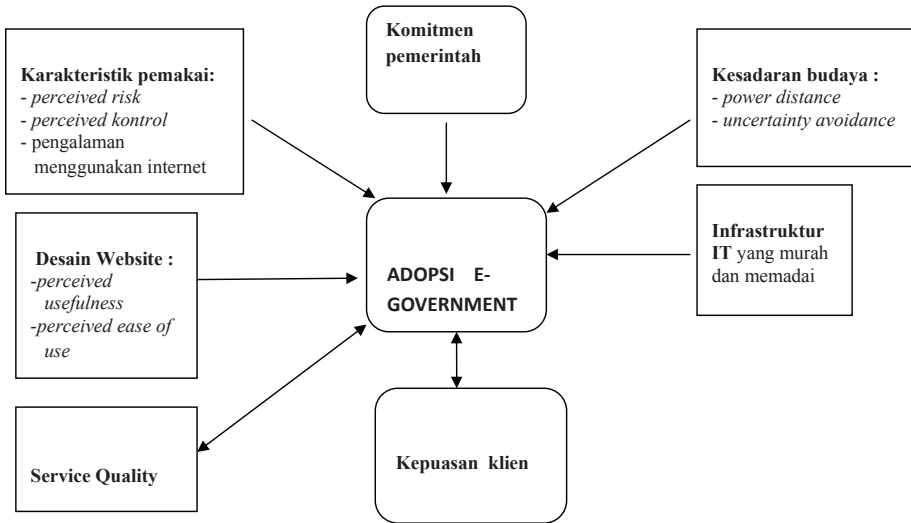 Komitmen
pemerintah
Karakteristik pemakai:
- perceived risk
- perceived kontrol
- pengalaman
menggunakan internet
Kesadaran budaya :
- power distance
- uncertainty avoidance
Desain Website :
-perceived
usefulness
-perceived ease of
use
ADOPSI E-
GOVERNMENT
Infrastruktur
IT yang murah
dan memadai
Service Quality
Kepuasan klien